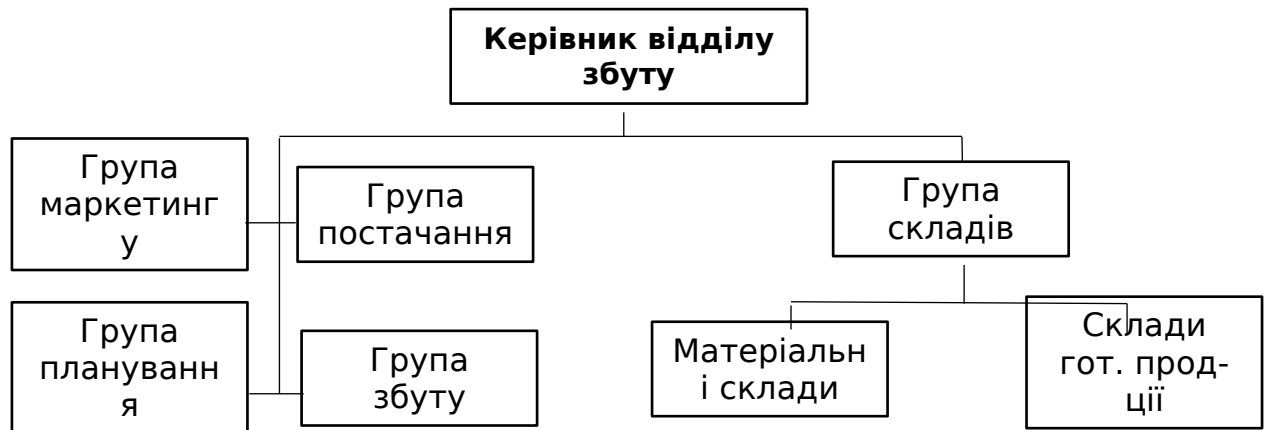 Керівник відділу
збуту
Група
маркетинг
у
Група
постачання
Група
складів
Група
плануванн
я
Група
збуту
Матеріальн
і склади
Склади
гот. прод-
ції